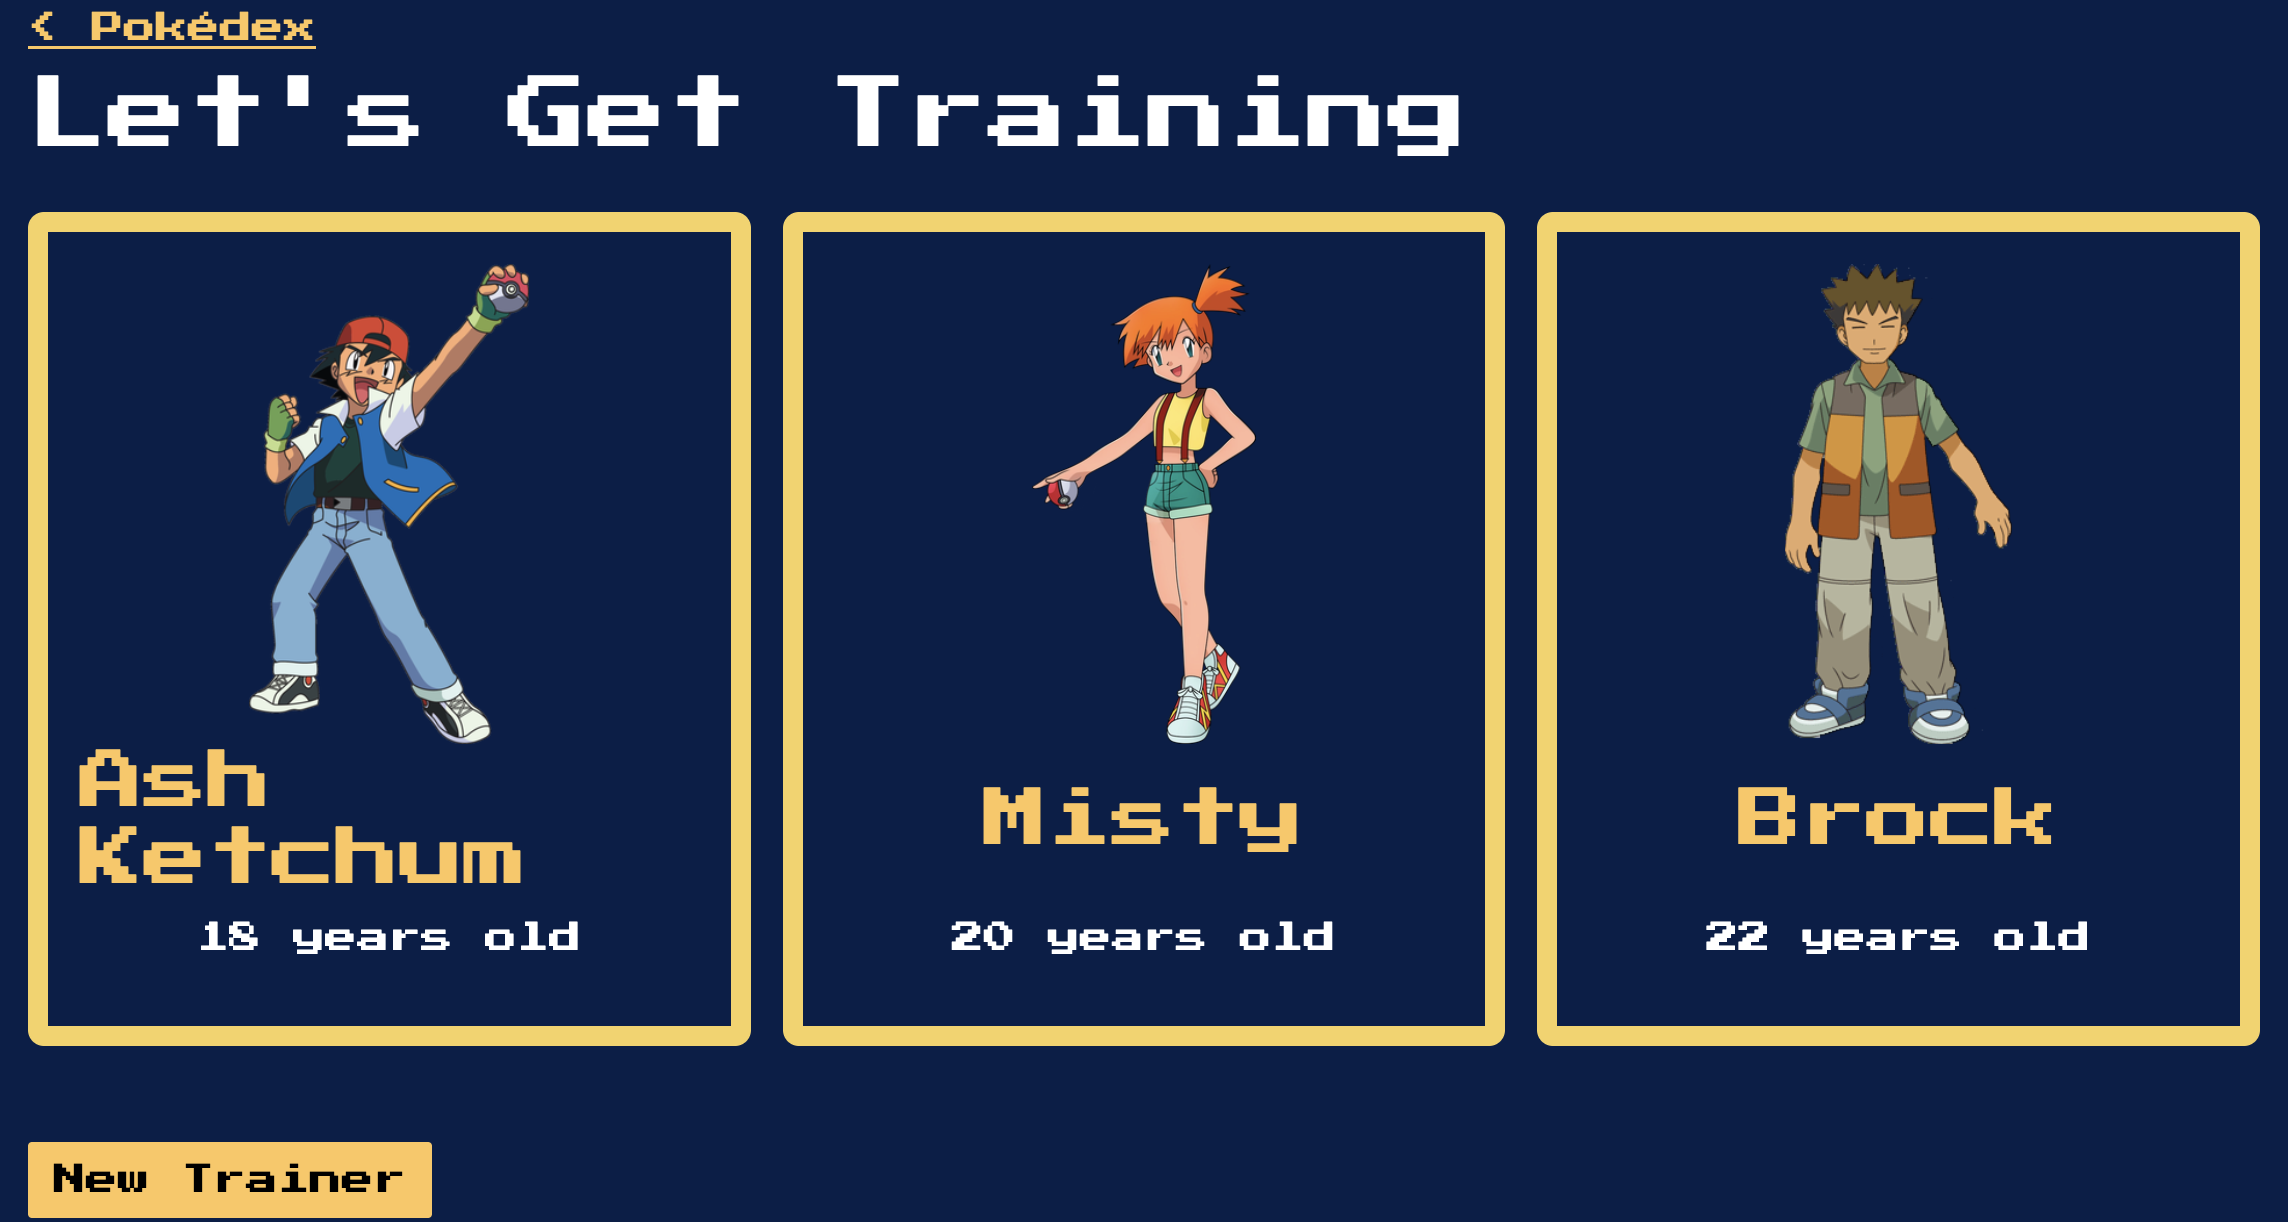 < Pokédex
Let's Get Training
Ash
Ketchum
18 years old
Misty
20 years old
Brock
22 years old
New Trainer